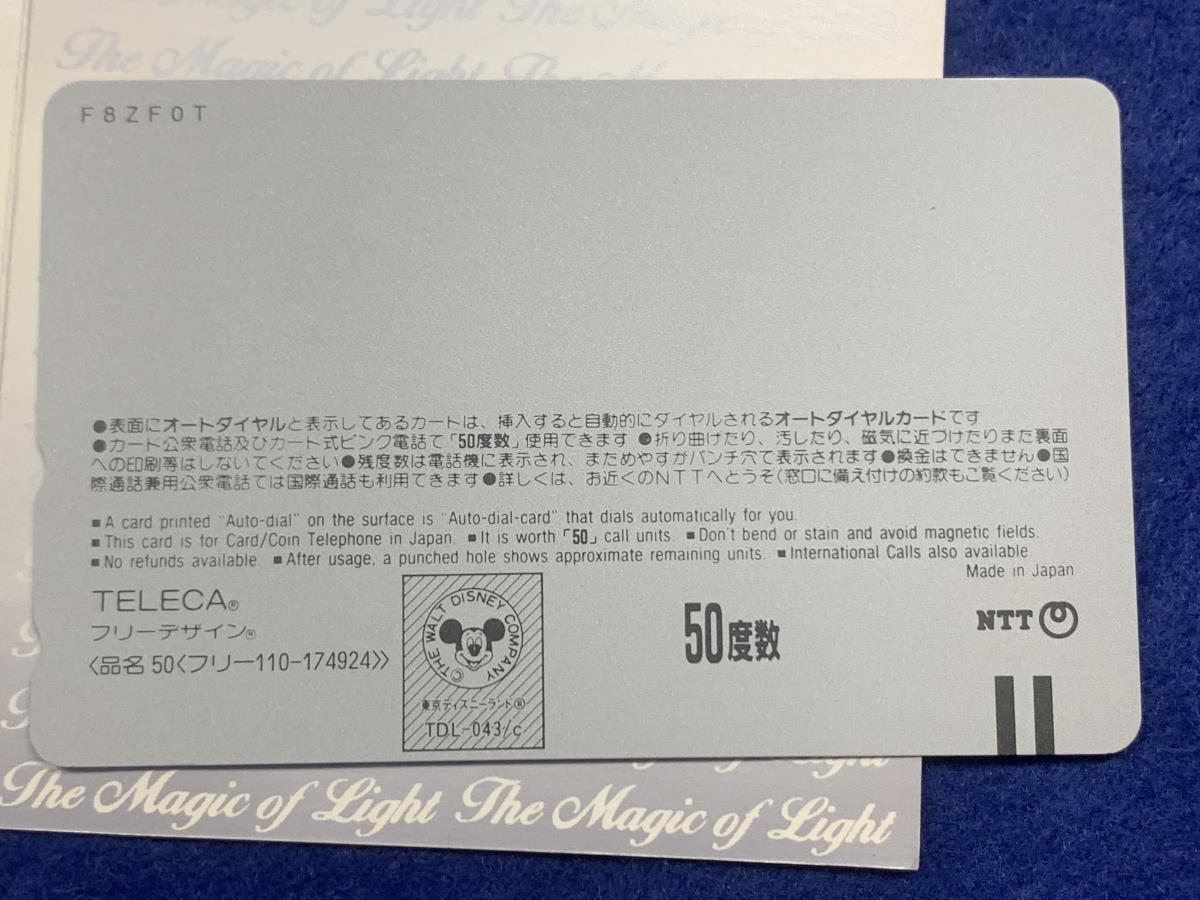 The Magic of Light The Magic
The Magic of Light The M
F8ZF0T
●表面にオートダイヤルと表示してあるカードは、挿入すると自動的にダイヤルされるオートダイヤルカードです
●カード公衆電話及びカード式ピンク電話で「50度数」使用できます ●折り曲げたり、汚したり、磁気に近づけたりまた裏面
への印刷等はしないでください●残度数は電話機に表示され、まためやすがパンチ穴で表示されます●換金はできません●国
際通話兼用公衆電話では国際通話も利用できます●詳しくは、お近くのNTTへどうぞ(窓口に備え付けの約款もご覧ください)
■A card printed "Auto-dial" on the surface is "Auto-dial-card" that dials automatically for you.
■This card is for Card/Coin Telephone in Japan. ■It is worth「50」call units. ■Don't bend or stain and avoid magnetic fields.
■No refunds available. ■After usage, a punched hole shows approximate remaining units. ■International Calls also available.
Made in Japan
TELECA®
フリーデザイン®
〈品名 50〈フリー110-174924〉〉
©THE WALT DISNEY COMPANY
東京ディズニーランド®
TDL-043/c
50度数
NTT
Light
The Magic of Light The Magic of Light